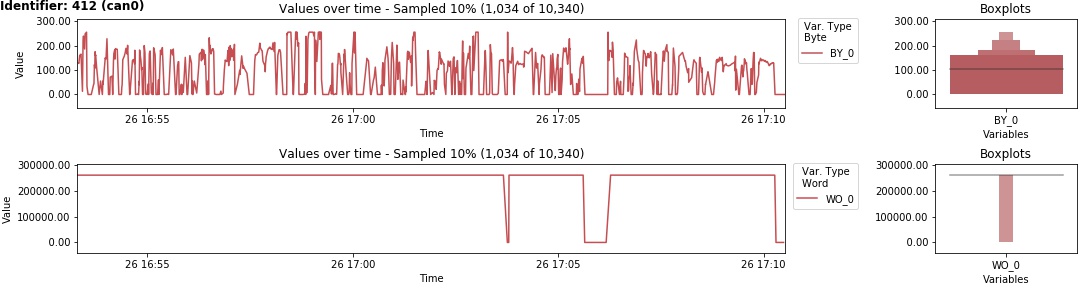 Identifier: 412 (can0)
Values over time - Sampled 10% (1,034 of 10,340)
300.00
200.00
100.00
0.00
Value
26 16:55
26 17:00
26 17:05
26 17:10
Time
Var. Type
Byte
BY_0
Boxplots
300.00
200.00
100.00
0.00
BY_0
Variables
Values over time - Sampled 10% (1,034 of 10,340)
300000.00
200000.00
100000.00
0.00
Value
26 16:55
26 17:00
26 17:05
26 17:10
Time
Var. Type
Word
WO_0
Boxplots
300000.00
200000.00
100000.00
0.00
WO_0
Variables